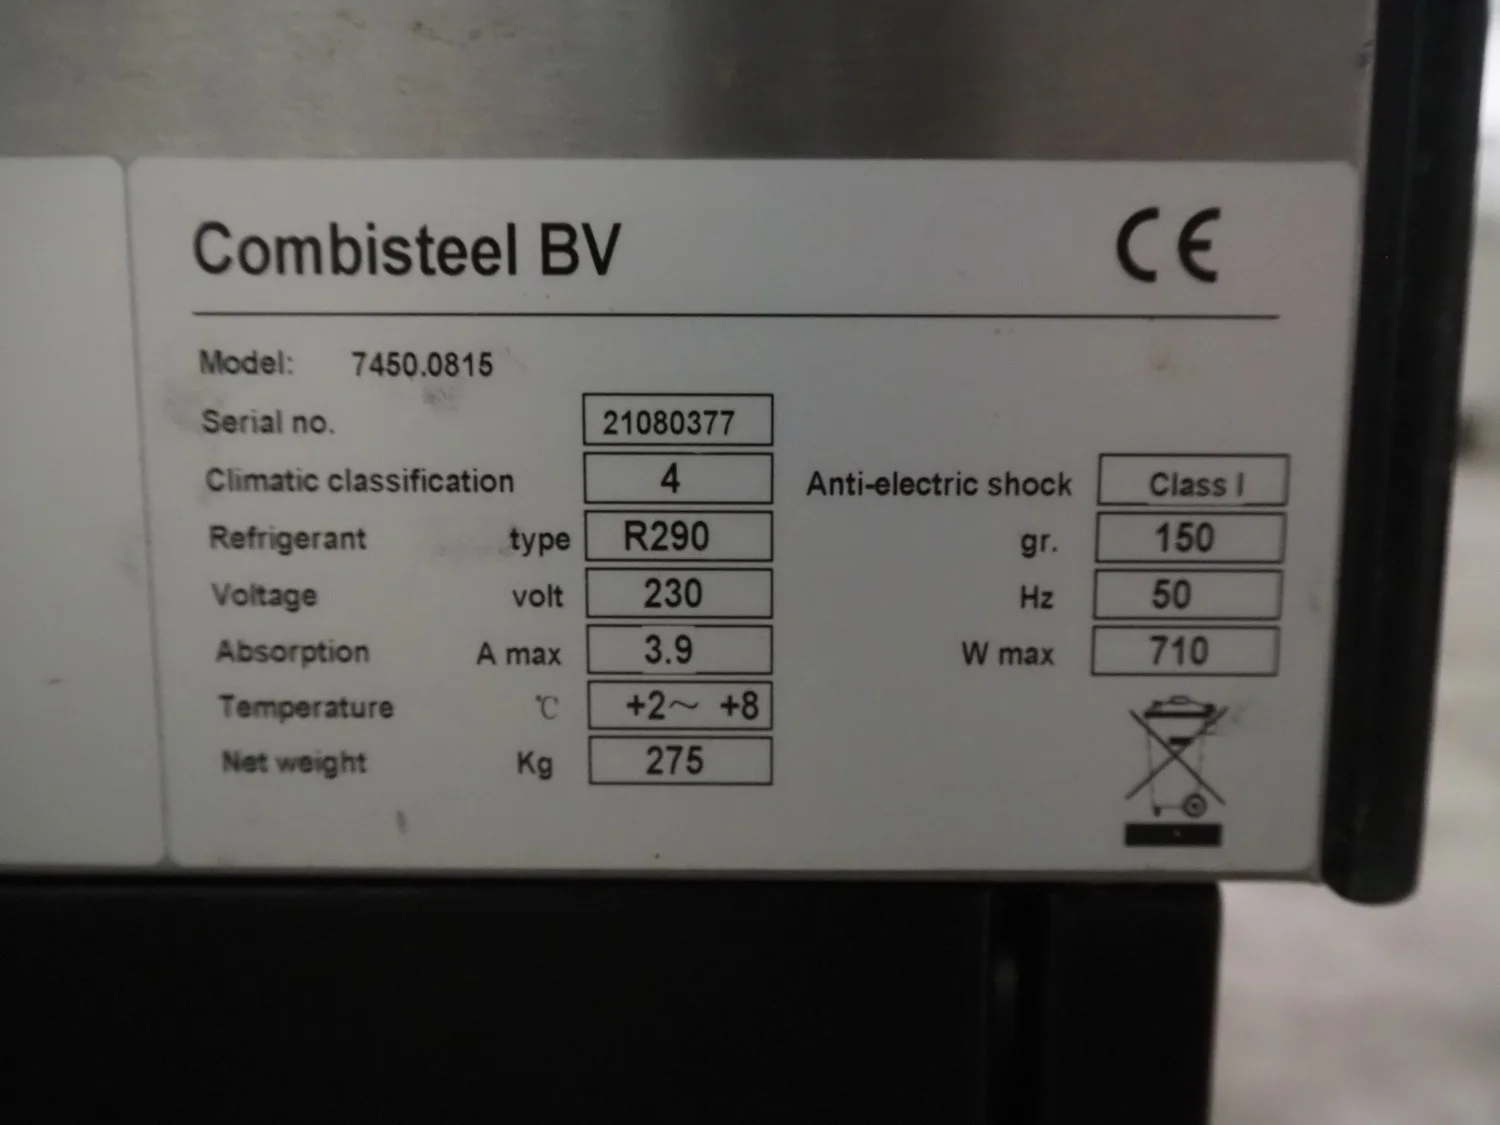 Combisteel BV CE
Model: 7450.0815
Serial no. 21080377
Climatic classification 4 Anti-electric shock Class I
Refrigerant type R290 gr. 150
Voltage volt 230 Hz 50
Absorption A max 3.9 W max 710
Temperature ℃ +2～ +8
Net weight Kg 275